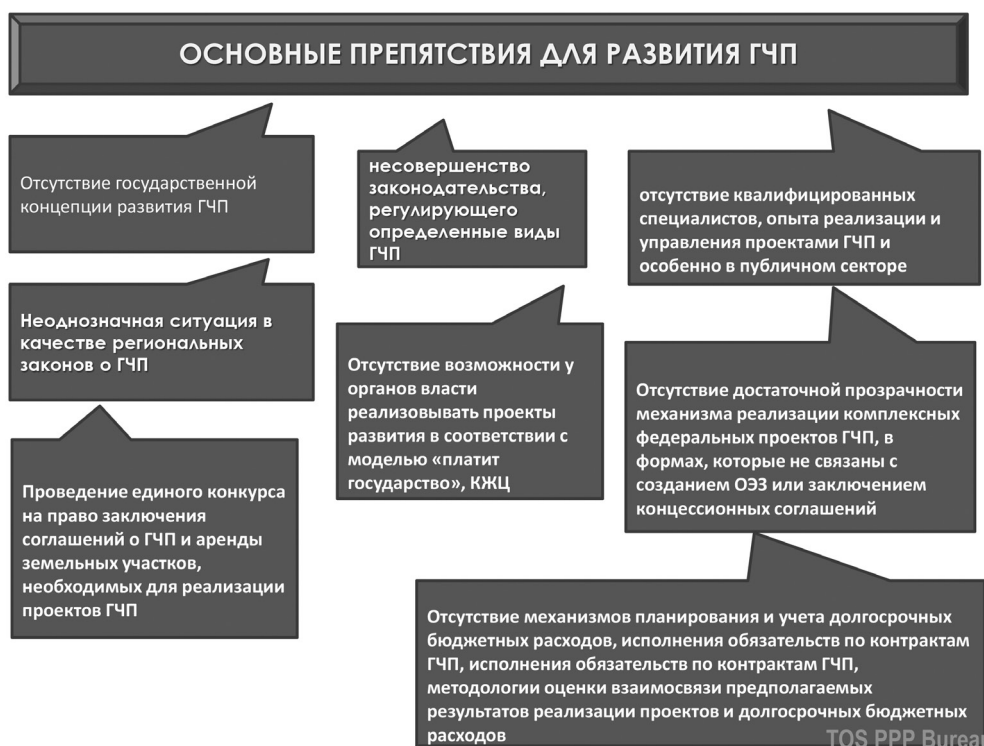 ОСНОВНЫЕ ПРЕПЯТСТВИЯ ДЛЯ РАЗВИТИЯ ГЧП
Отсутствие государственной
концепции развития ГЧП
несовершенство
законодательства,
регулирующего
определенные виды
ГЧП
отсутствие квалифицированных
специалистов, опыта реализации и
управления проектами ГЧП и
особенно в публичном секторе
Неоднозначная ситуация в
качестве региональных
законов о ГЧП
Отсутствие возможности у
органов власти
реализовывать проекты
развития в соответствии с
моделью «платит
государство», КЖЦ
Отсутствие достаточной прозрачности
механизма реализации комплексных
федеральных проектов ГЧП, в
формах, которые не связаны с
созданием ОЭЗ или заключением
концессионных соглашений
Проведение единого конкурса
на право заключения
соглашений о ГЧП и аренды
земельных участков,
необходимых для реализации
проектов ГЧП
Отсутствие механизмов планирования и учета долгосрочных
бюджетных расходов, исполнения обязательств по контрактам
ГЧП, исполнения обязательств по контрактам ГЧП,
методологии оценки взаимосвязи предполагаемых
результатов реализации проектов и долгосрочных бюджетных
расходов
TOS PPP Bureau